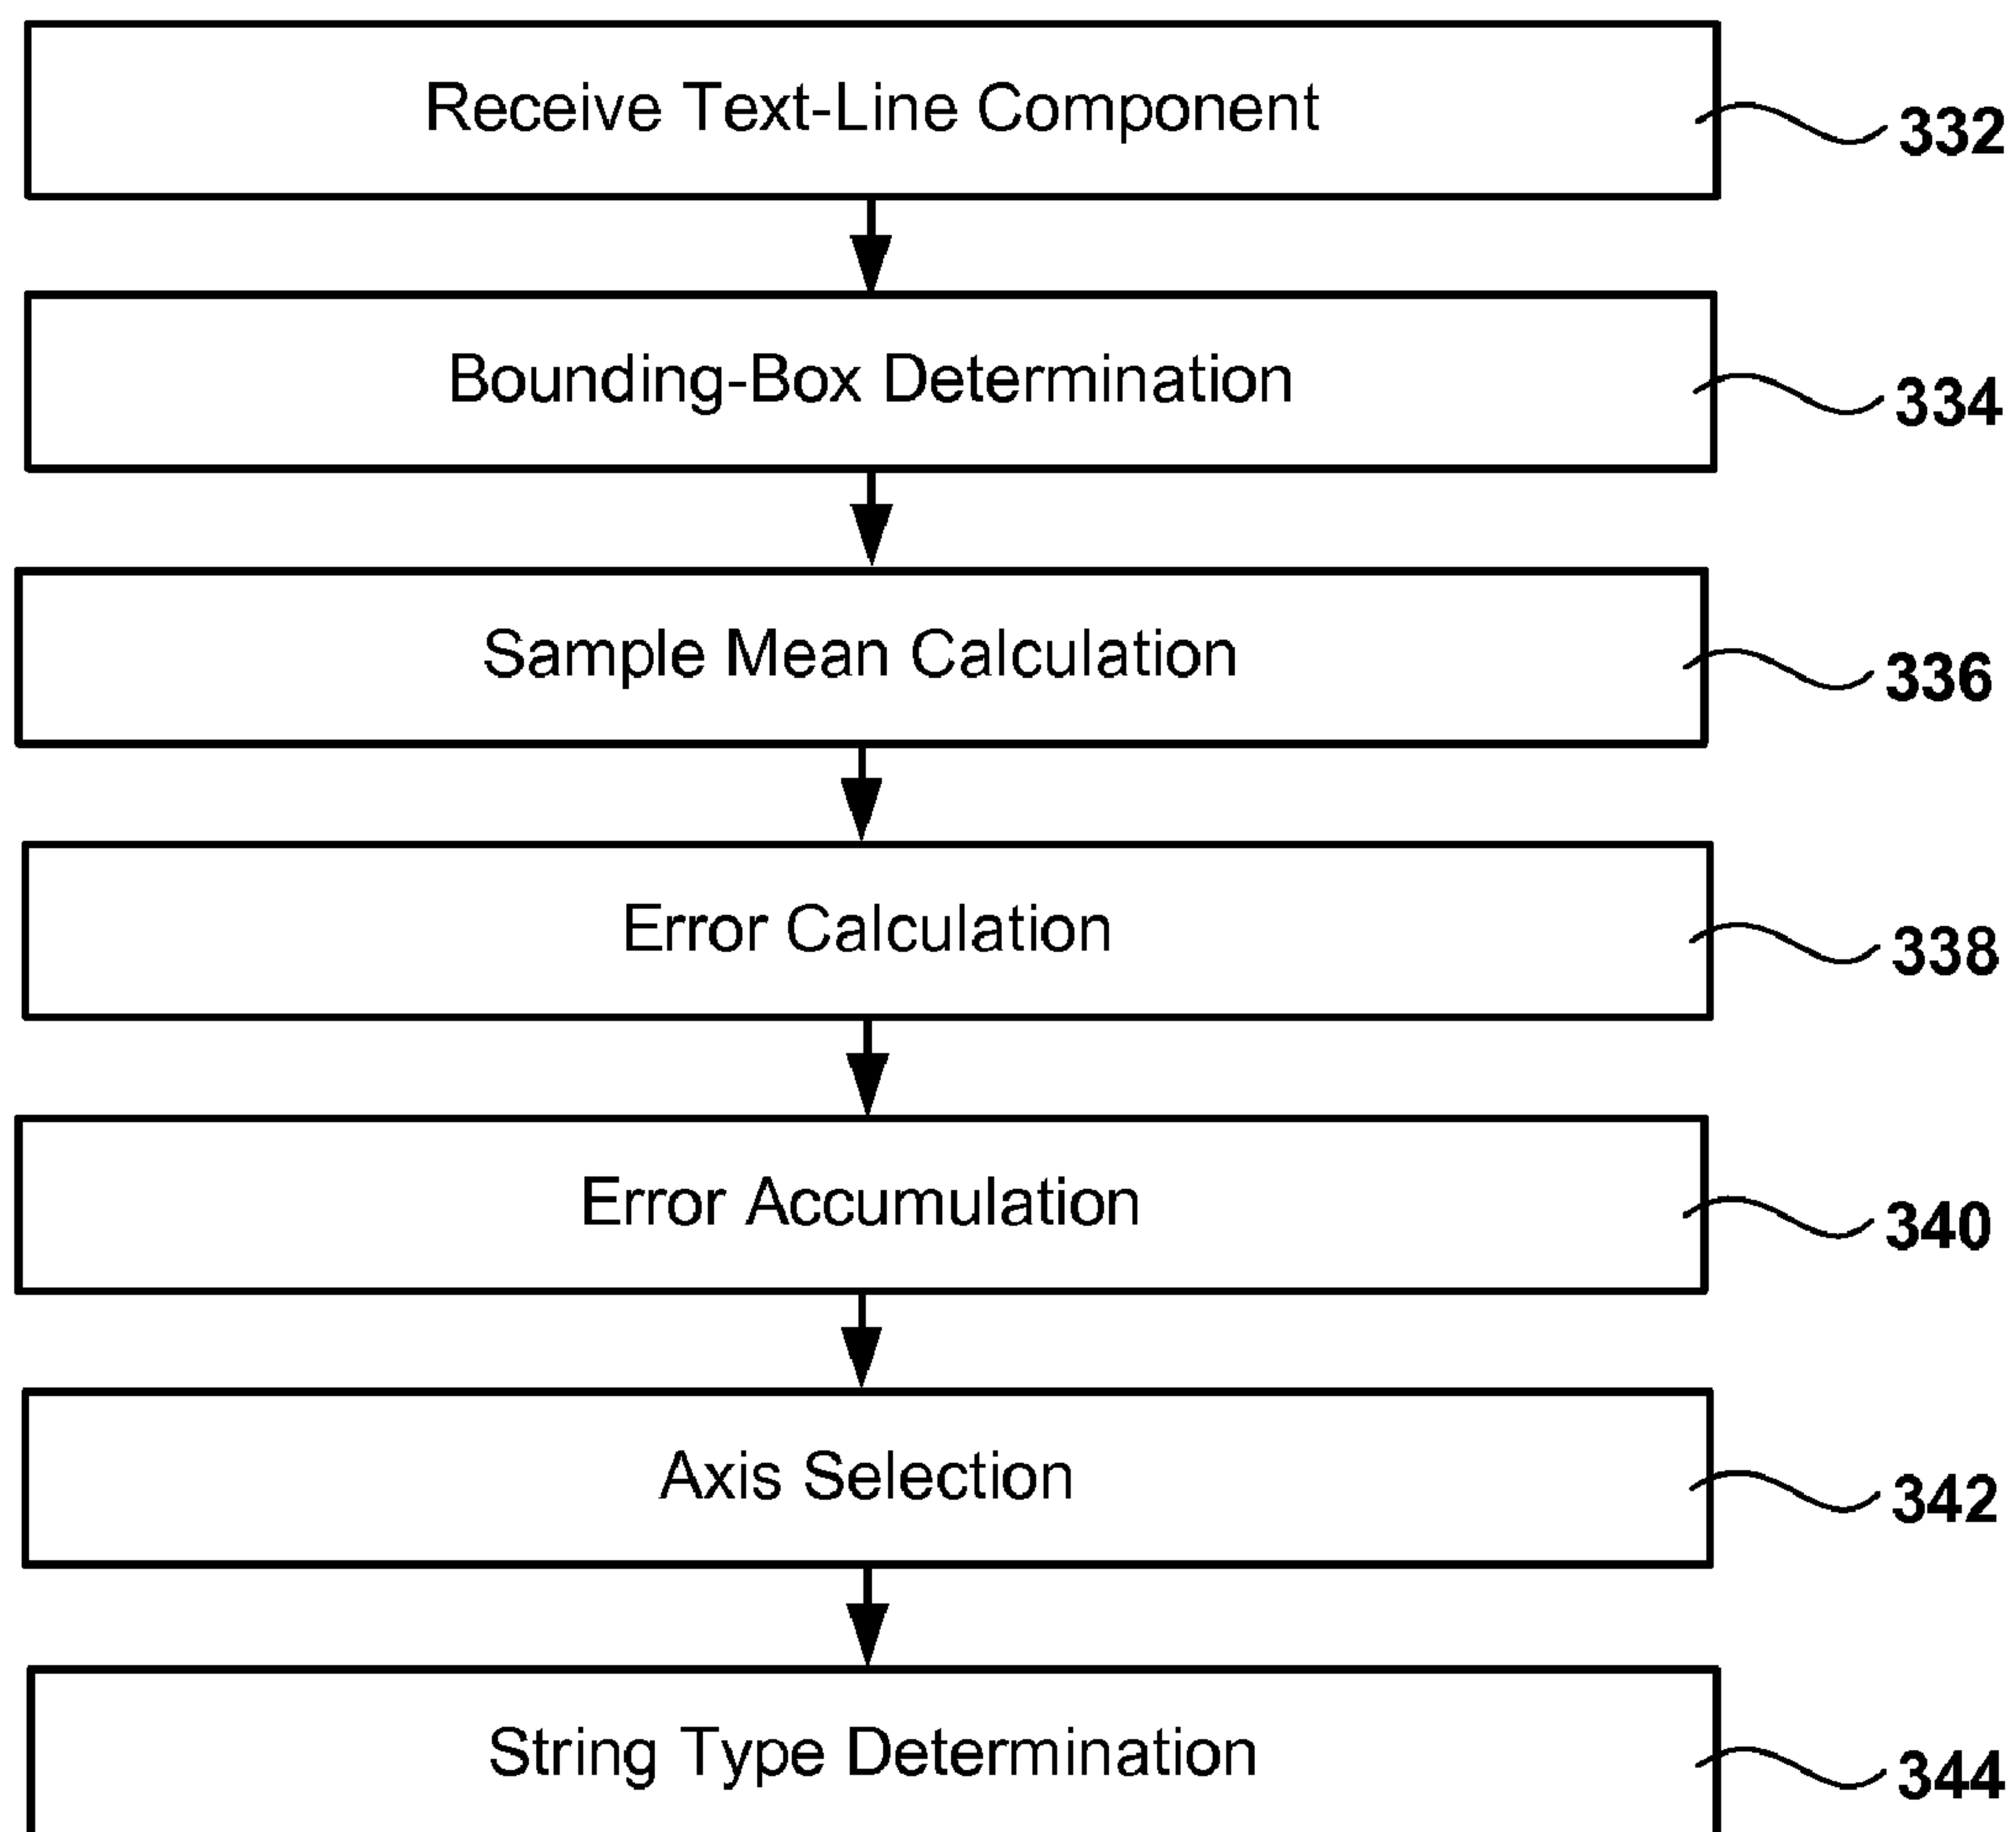 Receive Text-Line Component
332
Bounding-Box Determination
334
Sample Mean Calculation
336
Error Calculation
338
Error Accumulation
340
Axis Selection
342
String Type Determination
344